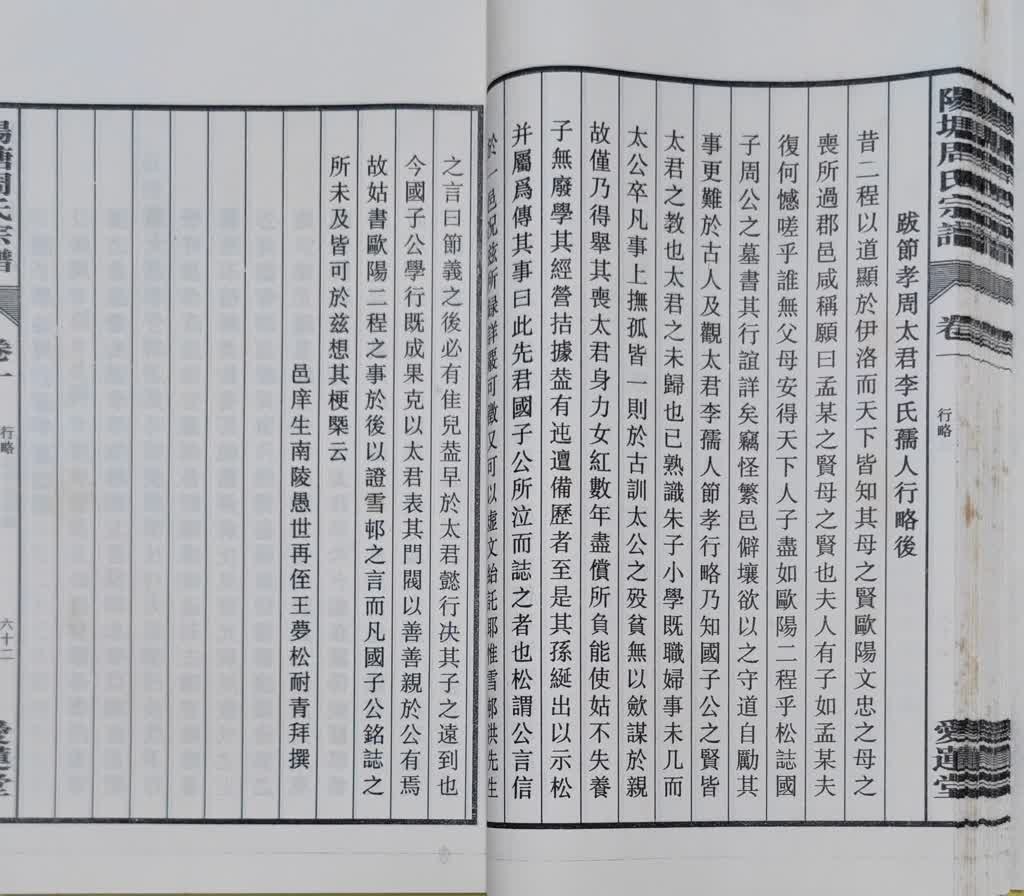 陽塘周氏宗譜 卷一 行略 愛蓮堂
跋節孝周太君李氏孺人行略後
昔二程以道顯於伊洛而天下皆知其母之賢歐陽文忠之母之
喪所過郡邑咸稱願曰孟某之賢母之賢也夫人有子如孟某夫
復何憾嗟乎誰無父母安得天下人子盡如歐陽二程乎松誌國
子周公之墓書其行誼詳矣竊怪繁邑僻壤欲以之守道自勵其
事更難於古人及觀太君李孺人節孝行略乃知國子公之賢皆
太君之教也太君之未歸也已熟識朱子小學既職婦事未几而
太公卒凡事上撫孤皆一則於古訓太公之歿貧無以斂謀於親
故僅乃得舉其喪太君身力女紅數年盡償所負能使姑不失養
子無廢學其經營拮據葢有迍邅備歷者至是其孫綖出以示松
并屬爲傳其事曰此先君國子公所泣而誌之者也松謂公言信
於一邑況茲所錄詳覈可徵又可以虛文紿託耶惟雪邨洪先生
之言曰節義之後必有佳兒葢早於太君懿行決其子之遠到也
今國子公學行既成果克以太君表其門閥以善善親於公有焉
故姑書歐陽二程之事於後以證雪邨之言而凡國子公銘誌之
所未及皆可於兹想其梗槩云
邑庠生南陵愚世再侄王夢松耐青拜撰
陽塘周氏宗譜 卷一 行略 六十二 愛蓮堂